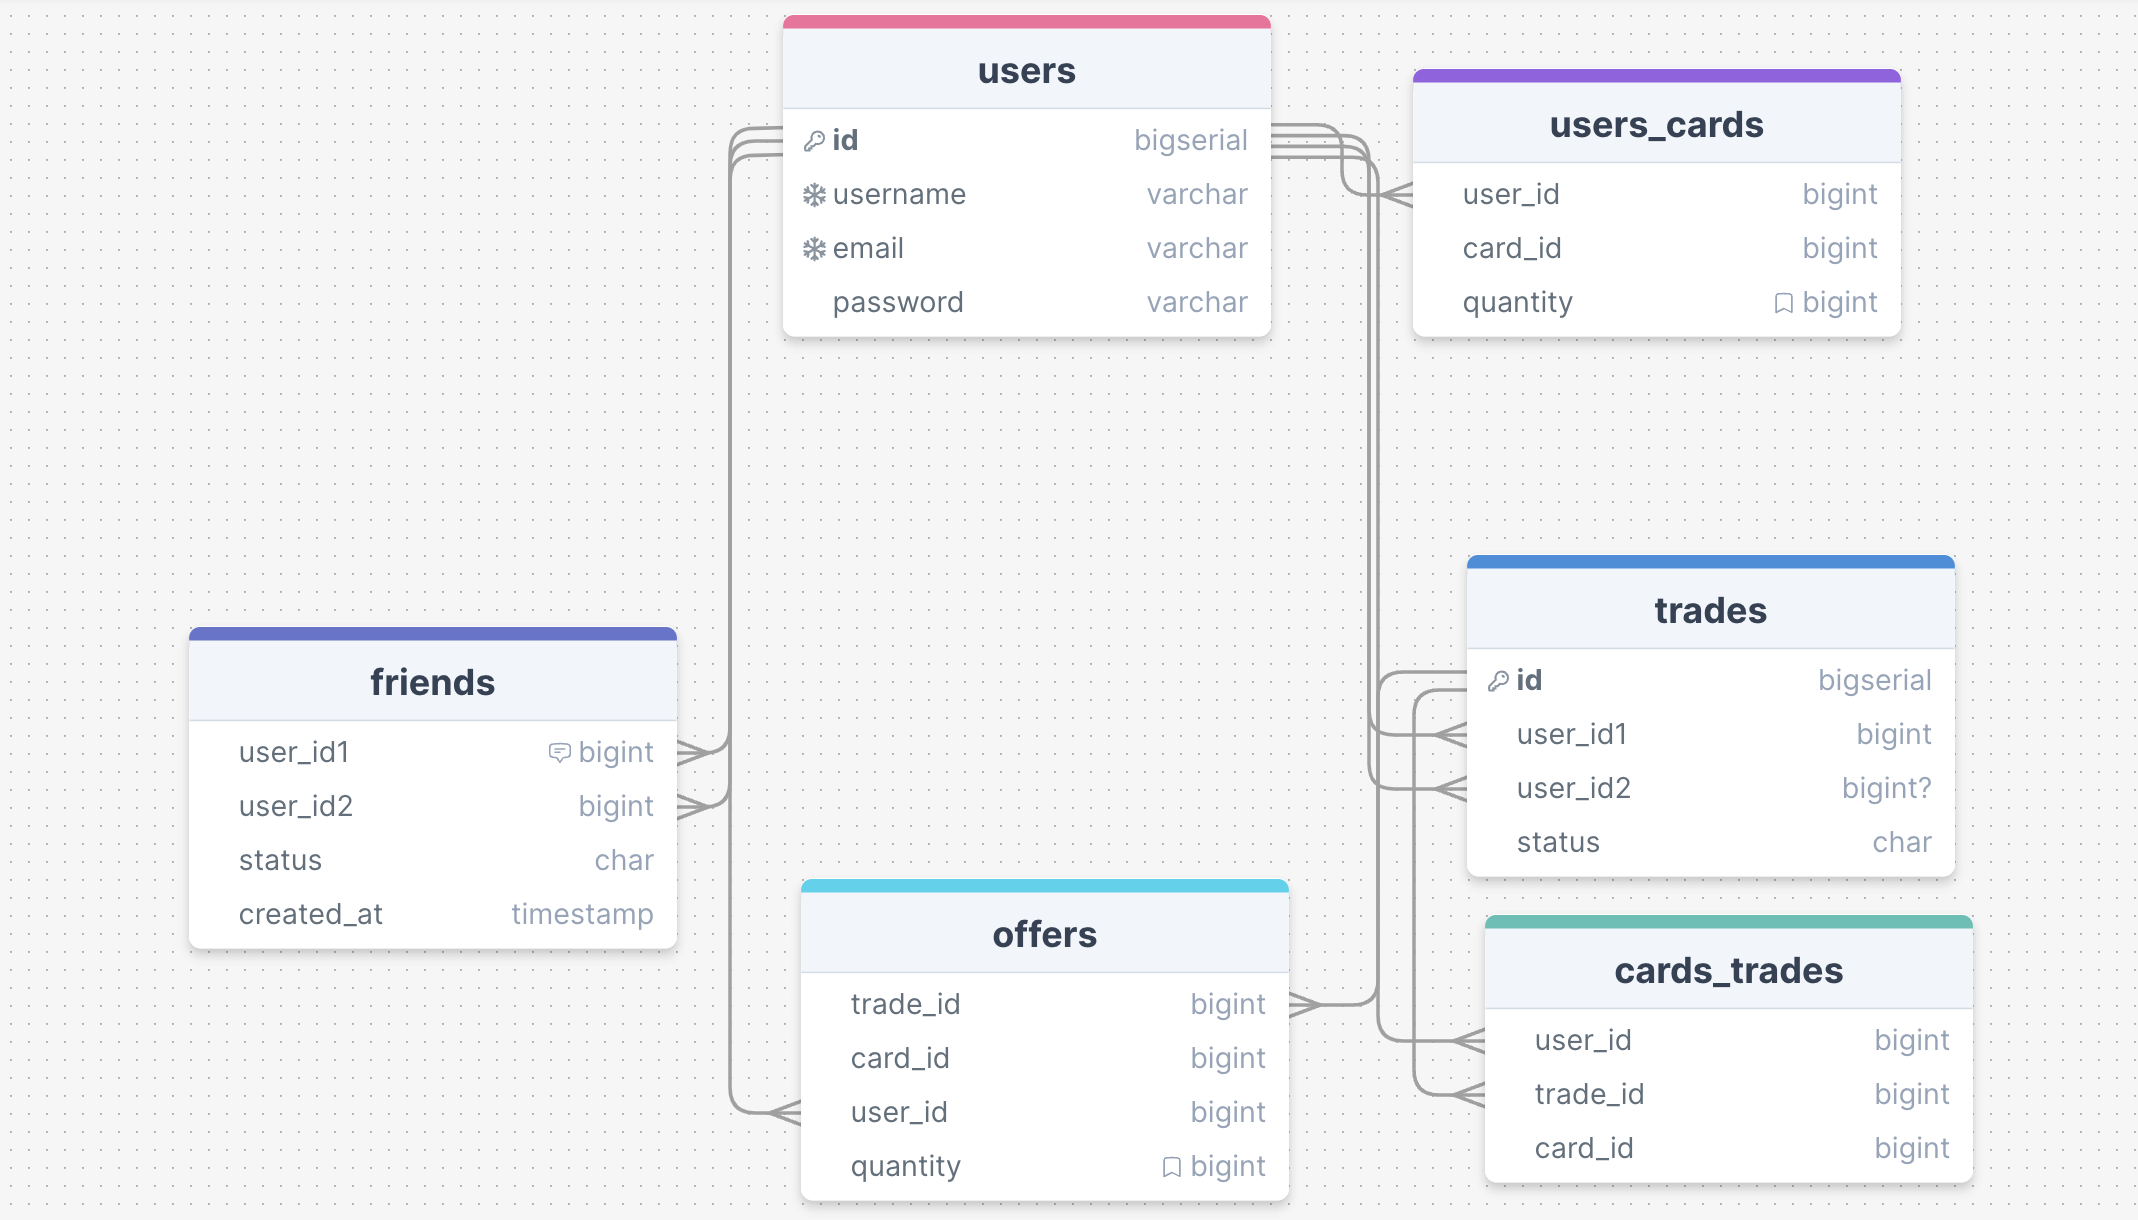 users
id bigserial
username varchar
email varchar
password varchar
users_cards
user_id bigint
card_id bigint
quantity bigint
trades
id bigserial
user_id1 bigint
user_id2 bigint?
status char
friends
user_id1 bigint
user_id2 bigint
status char
created_at timestamp
offers
trade_id bigint
card_id bigint
user_id bigint
quantity bigint
cards_trades
user_id bigint
trade_id bigint
card_id bigint